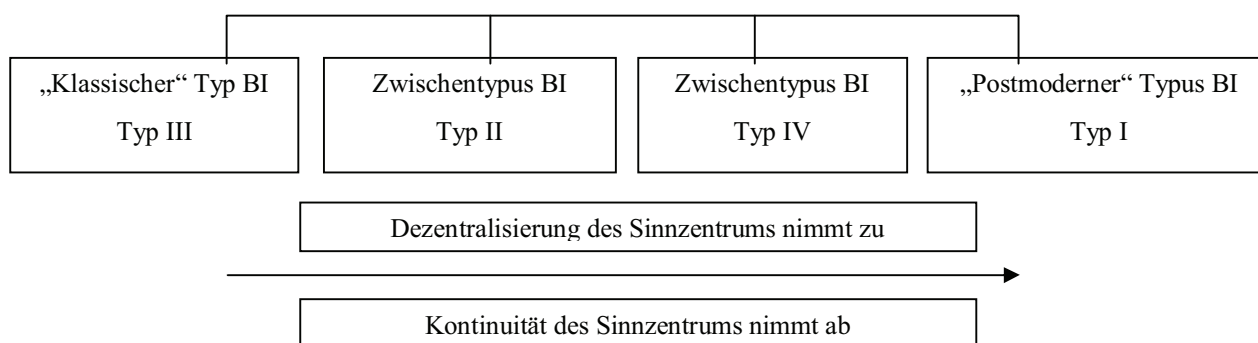 „Klassischer“ Typ BI
Typ III
Zwischentypus BI
Typ II
Zwischentypus BI
Typ IV
„Postmoderner“ Typus BI
Typ I
Dezentralisierung des Sinnzentrums nimmt zu
Kontinuität des Sinnzentrums nimmt ab